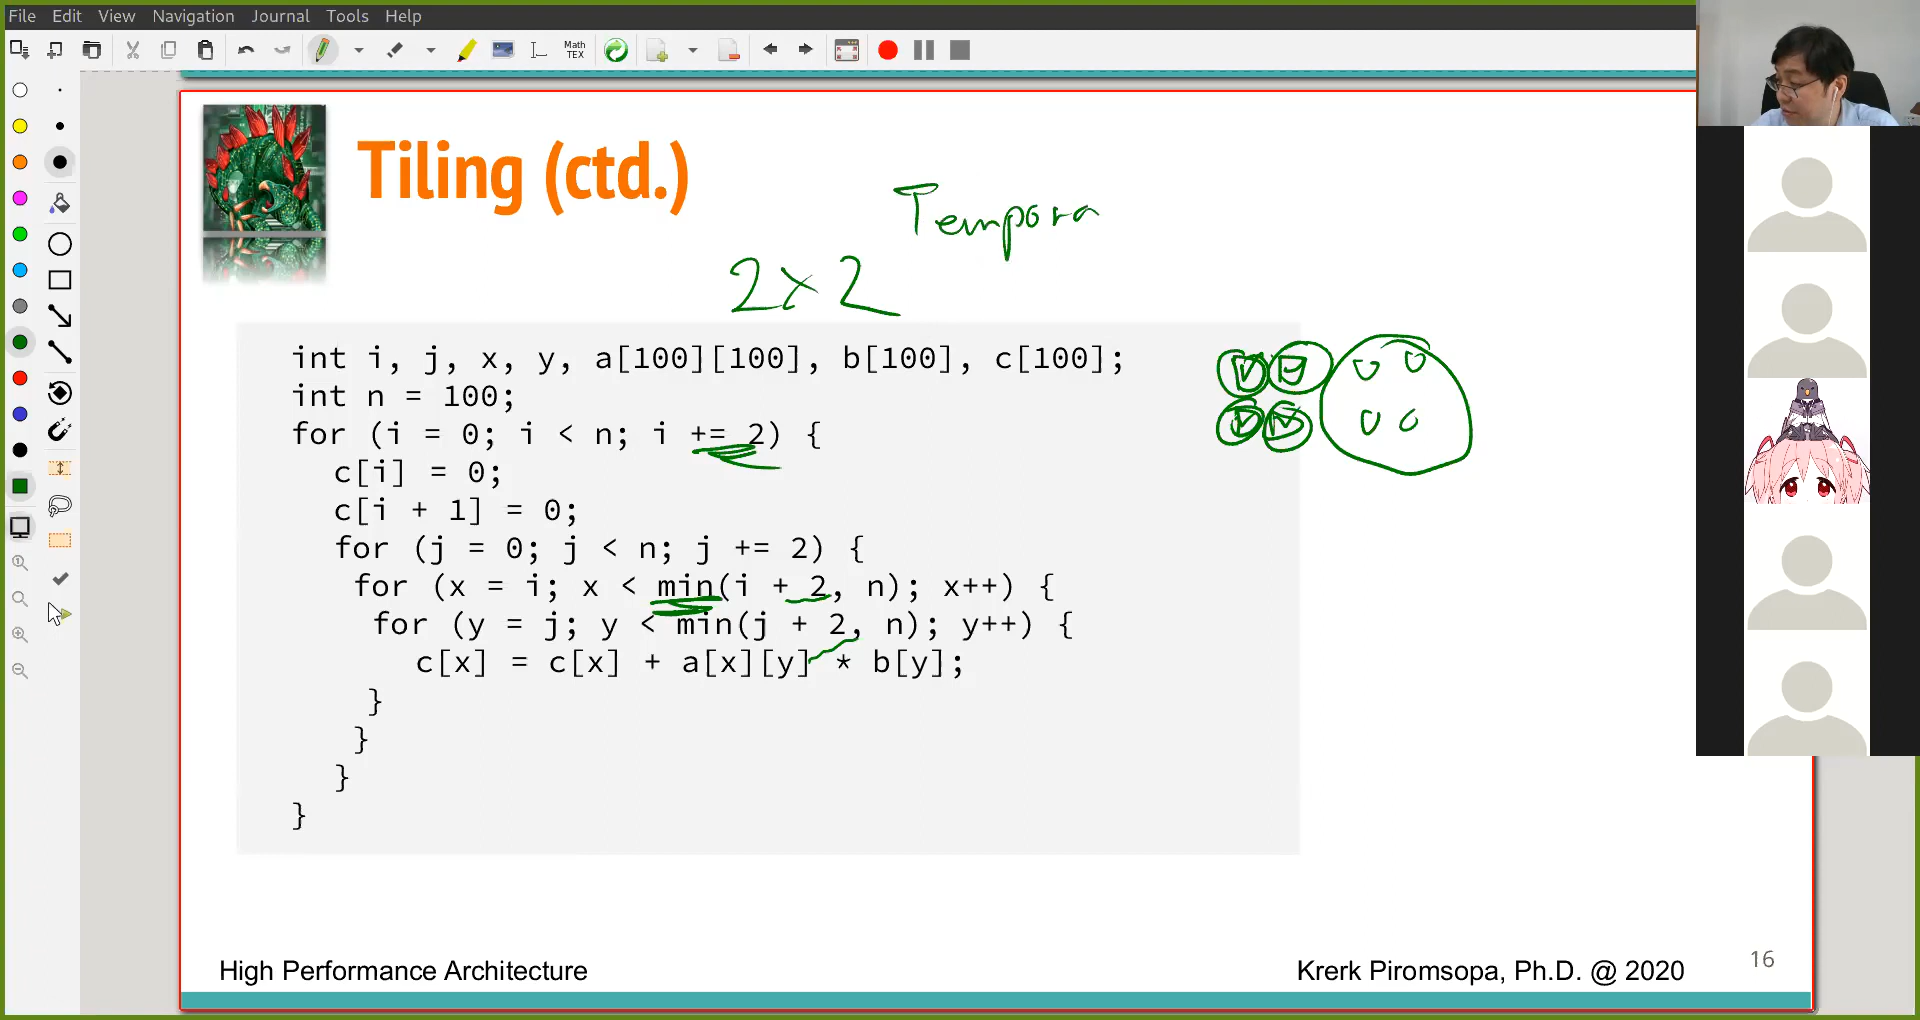 File Edit View Navigation Journal Tools Help
Math
TEX
Tiling (ctd.)
Tempora
2x2
int i, j, x, y, a[100][100], b[100], c[100];
int n = 100;
for (i = 0; i < n; i += 2) {
c[i] = 0;
c[i + 1] = 0;
for (j = 0; j < n; j += 2) {
for (x = i; x < min(i + 2, n); x++) {
for (y = j; y < min(j + 2, n); y++) {
c[x] = c[x] + a[x][y] * b[y];
}
}
}
}
High Performance Architecture
Krerk Piromsopa, Ph.D. @ 2020
16